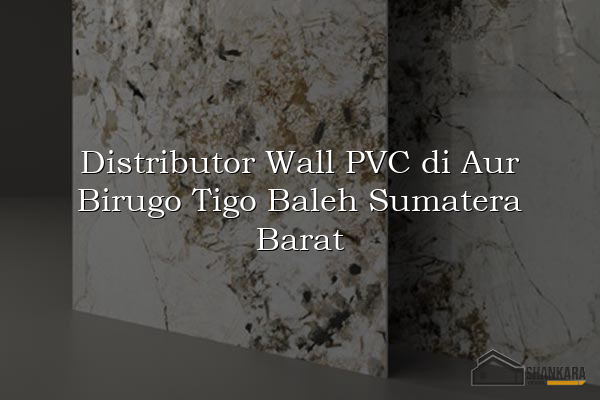 Distributor Wall PVC di Aur
Birugo Tigo Baleh Sumatera
Barat
SHANKARA